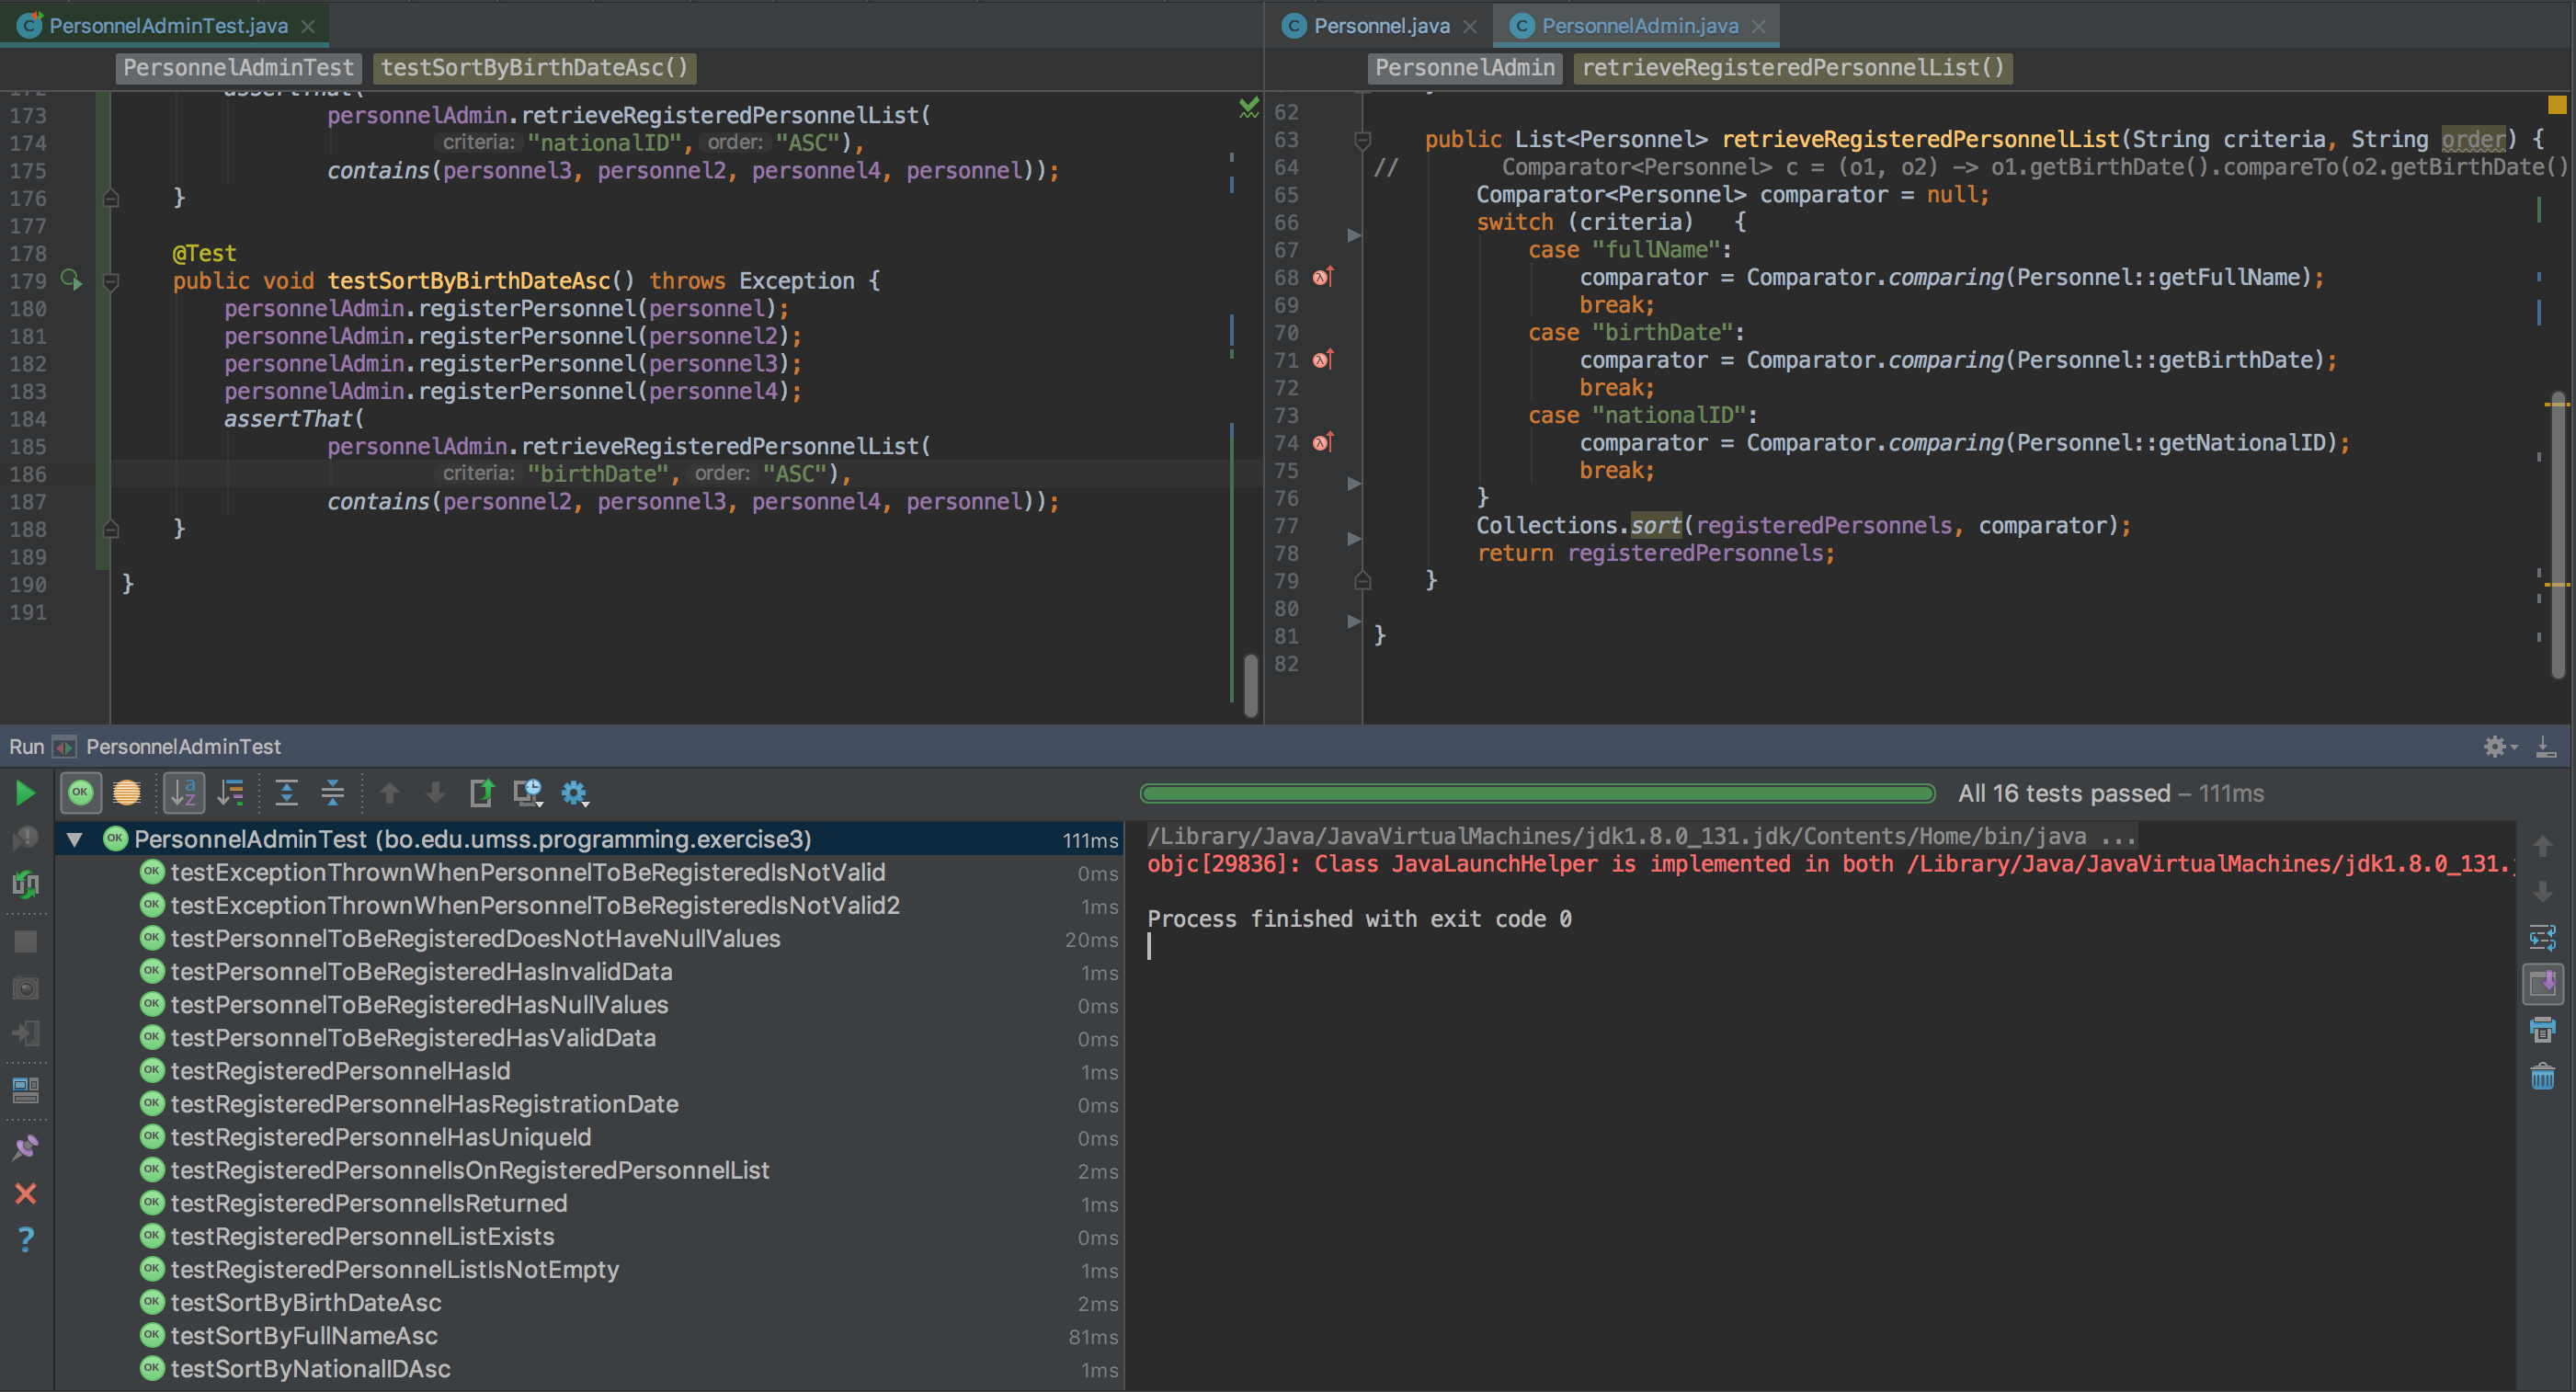 PersonnelAdminTest.java
PersonnelAdminTest testSortByBirthDateAsc()
172 assertThat(
173 personnelAdmin.retrieveRegisteredPersonnelList(
174 criteria: "nationalID", order: "ASC"),
175 contains(personnel3, personnel2, personnel4, personnel));
176 }
177
178 @Test
179 public void testSortByBirthDateAsc() throws Exception {
180 personnelAdmin.registerPersonnel(personnel);
181 personnelAdmin.registerPersonnel(personnel2);
182 personnelAdmin.registerPersonnel(personnel3);
183 personnelAdmin.registerPersonnel(personnel4);
184 assertThat(
185 personnelAdmin.retrieveRegisteredPersonnelList(
186 criteria: "birthDate", order: "ASC"),
187 contains(personnel2, personnel3, personnel4, personnel));
188 }
189
190 }
191
Personnel.java PersonnelAdmin.java
PersonnelAdmin retrieveRegisteredPersonnelList()
62
63 public List<Personnel> retrieveRegisteredPersonnelList(String criteria, String order) {
64 // Comparator<Personnel> c = (o1, o2) -> o1.getBirthDate().compareTo(o2.getBirthDate()
65 Comparator<Personnel> comparator = null;
66 switch (criteria) {
67 case "fullName":
68 comparator = Comparator.comparing(Personnel::getFullName);
69 break;
70 case "birthDate":
71 comparator = Comparator.comparing(Personnel::getBirthDate);
72 break;
73 case "nationalID":
74 comparator = Comparator.comparing(Personnel::getNationalID);
75 break;
76 }
77 Collections.sort(registeredPersonnels, comparator);
78 return registeredPersonnels;
79 }
80
81 }
82
Run PersonnelAdminTest
All 16 tests passed – 111ms
PersonnelAdminTest (bo.edu.umss.programming.exercise3) 111ms
testExceptionThrownWhenPersonnelToBeRegisteredIsNotValid 0ms
testExceptionThrownWhenPersonnelToBeRegisteredIsNotValid2 1ms
testPersonnelToBeRegisteredDoesNotHaveNullValues 20ms
testPersonnelToBeRegisteredHasInvalidData 1ms
testPersonnelToBeRegisteredHasNullValues 0ms
testPersonnelToBeRegisteredHasValidData 0ms
testRegisteredPersonnelHasId 1ms
testRegisteredPersonnelHasRegistrationDate 0ms
testRegisteredPersonnelHasUniqueId 0ms
testRegisteredPersonnelIsOnRegisteredPersonnelList 2ms
testRegisteredPersonnelIsReturned 1ms
testRegisteredPersonnelListExists 0ms
testRegisteredPersonnelListIsNotEmpty 1ms
testSortByBirthDateAsc 2ms
testSortByFullNameAsc 81ms
testSortByNationalIDAsc 1ms
/Library/Java/JavaVirtualMachines/jdk1.8.0_131.jdk/Contents/Home/bin/java ...
objc[29836]: Class JavaLaunchHelper is implemented in both /Library/Java/JavaVirtualMachines/jdk1.8.0_131.
Process finished with exit code 0